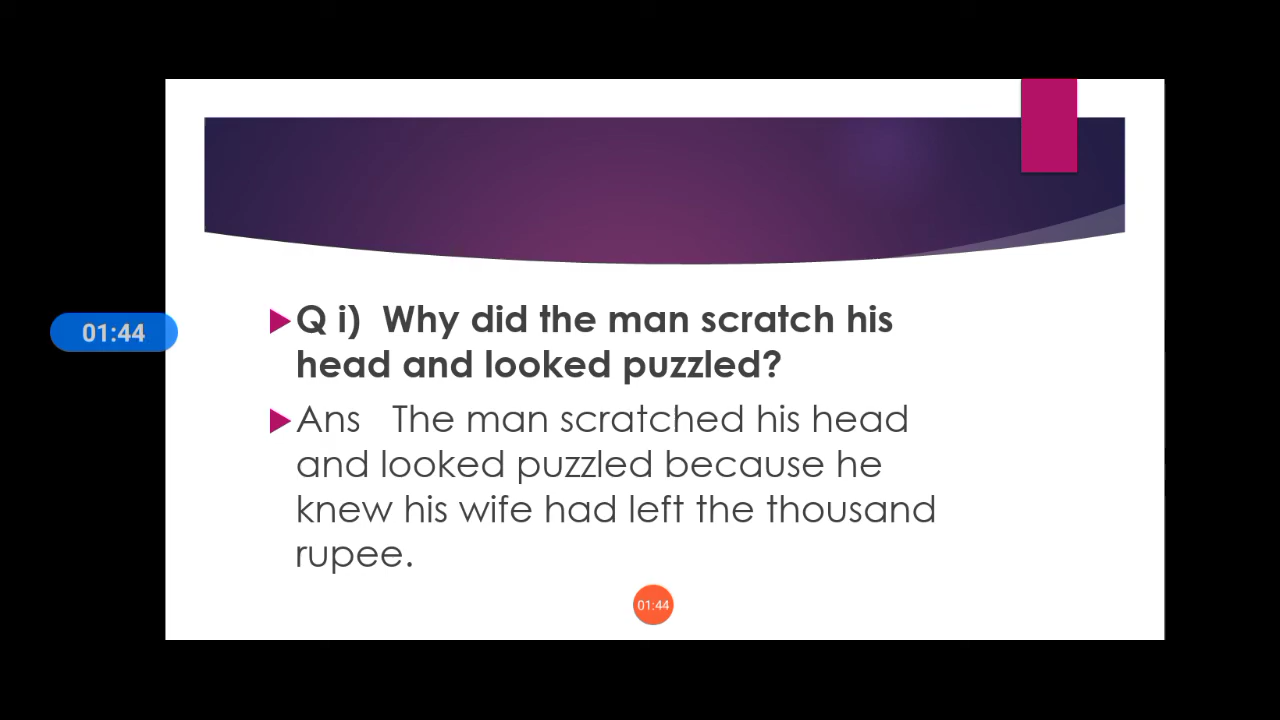 Q i) Why did the man scratch his
head and looked puzzled?
01:44
Ans The man scratched his head
and looked puzzled because he
knew his wife had left the thousand
rupee.
01:44